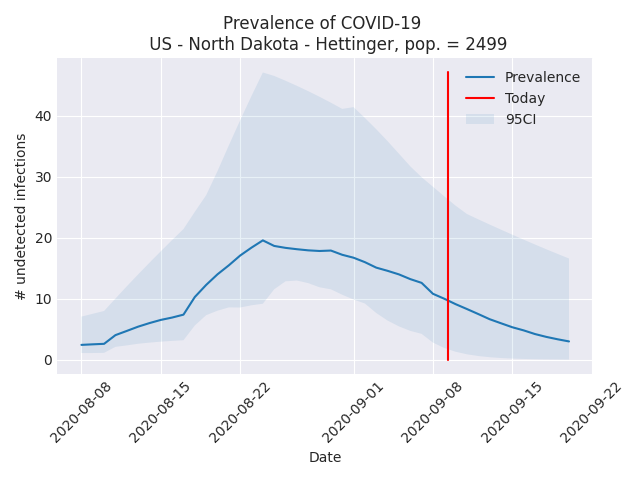 Prevalence of COVID-19
US - North Dakota - Hettinger, pop. = 2499
Prevalence
Today
95CI
# undetected infections
40
30
20
10
0
2020-08-08
2020-08-15
2020-08-22
2020-09-01
2020-09-08
2020-09-15
2020-09-22
Date